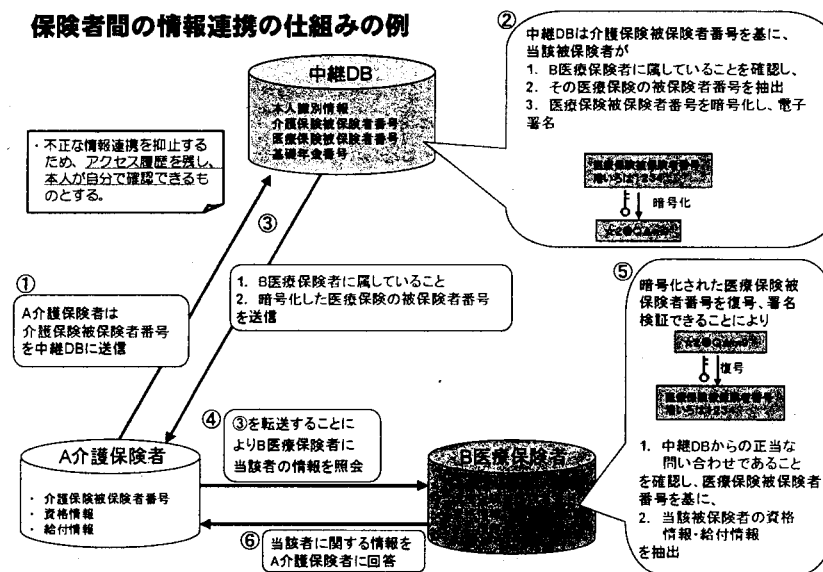 保険者間の情報連携の仕組みの例
②
中継DBは介護保険被保険者番号を基に、
当該被保険者が
1. B医療保険者に属していることを確認し、
2. その医療保険の被保険者番号を抽出
3. 医療保険被保険者番号を暗号化し、電子
署名
医療保険被保険者番号
暗号化
中継DB
本人識別情報
介護保険被保険者番号
医療保険被保険者番号
基礎年金番号
・不正な情報連携を抑止する
ため、アクセス履歴を残し、
本人が自分で確認できるも
のとする。
③
1. B医療保険者に属していること
2. 暗号化した医療保険の被保険者番号
を送信
①
A介護保険者は
介護保険被保険者番号
を中継DBに送信
⑤
暗号化された医療保険被
保険者番号を復号、署名
検証できることにより
復号
医療保険被保険者番号
1. 中継DBからの正当な
問い合わせであること
を確認し、医療保険被保険者
番号を基に、
2. 当該被保険者の資格
情報・給付情報
を抽出
④
③を転送することに
よりB医療保険者に
当該者の情報を照会
A介護保険者
・ 介護保険被保険者番号
・ 資格情報
・ 給付情報
B医療保険者
⑥
当該者に関する情報を
A介護保険者に回答